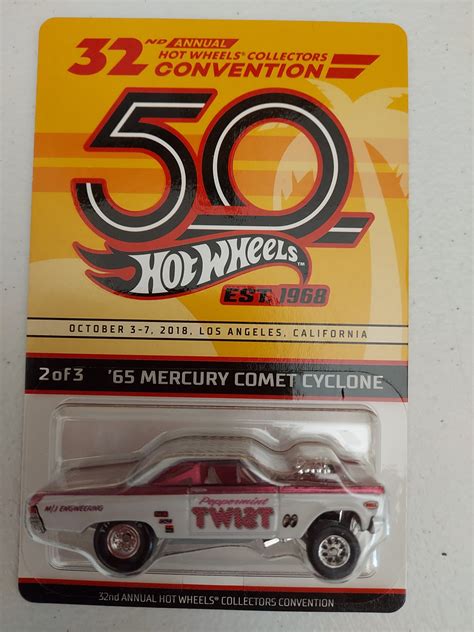 32ND ANNUAL
HOT WHEELS® COLLECTORS
CONVENTION
50
HOT WHEELS
EST. 1968
OCTOBER 3-7, 2018, LOS ANGELES, CALIFORNIA
2 of 3 '65 MERCURY COMET CYCLONE
Peppermint
TWIST
M/J ENGINEERING
32nd ANNUAL HOT WHEELS® COLLECTORS CONVENTION